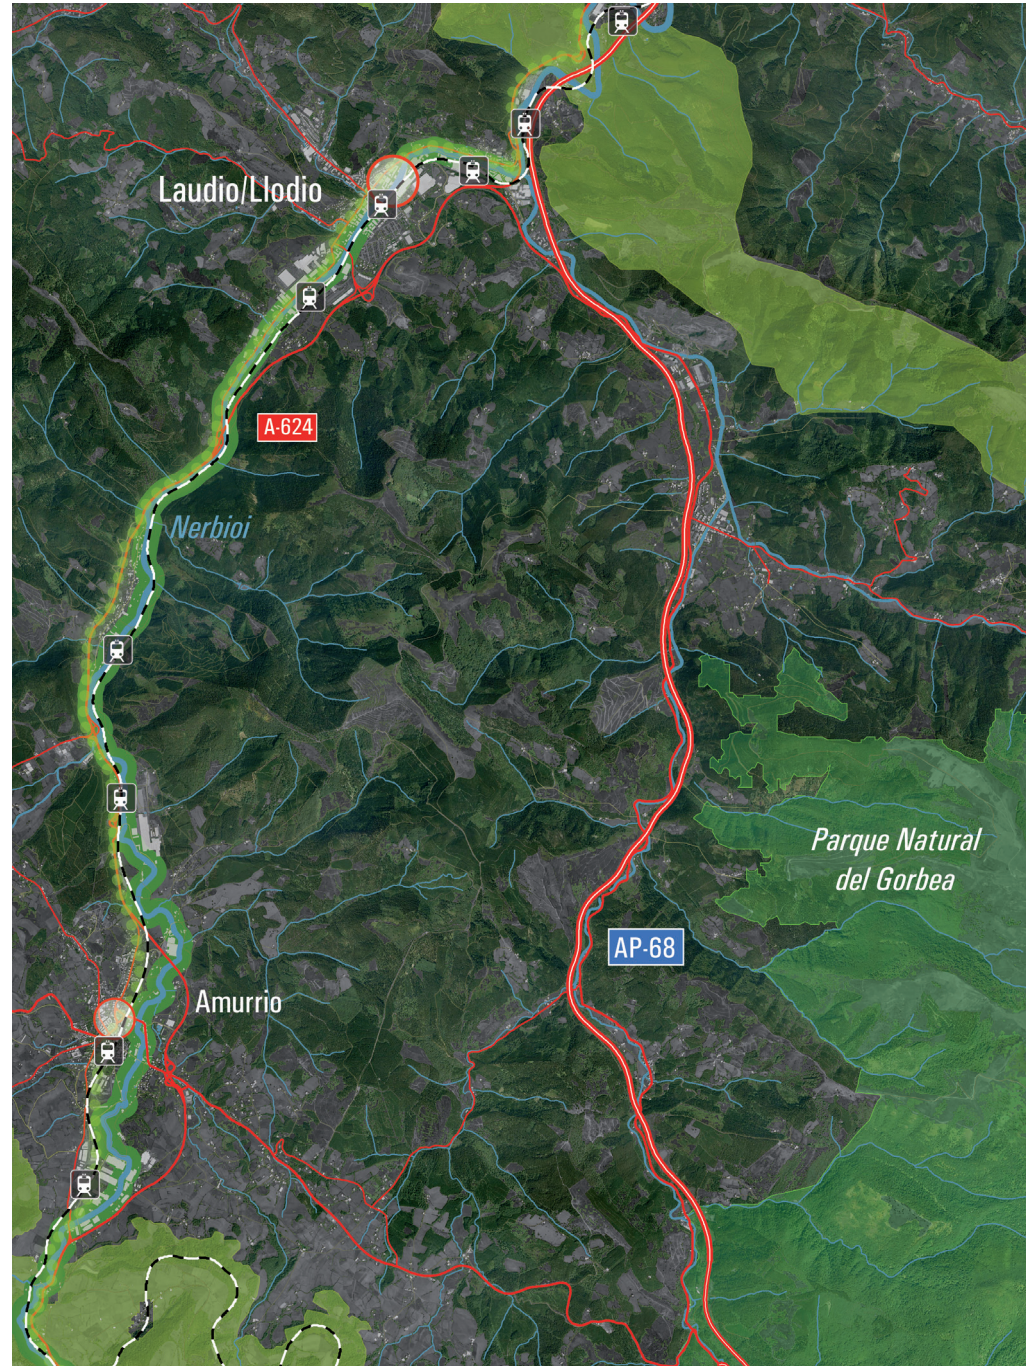 Laudio/Llodio
A-624
Nerbioi
Parque Natural
del Gorbea
AP-68
Amurrio